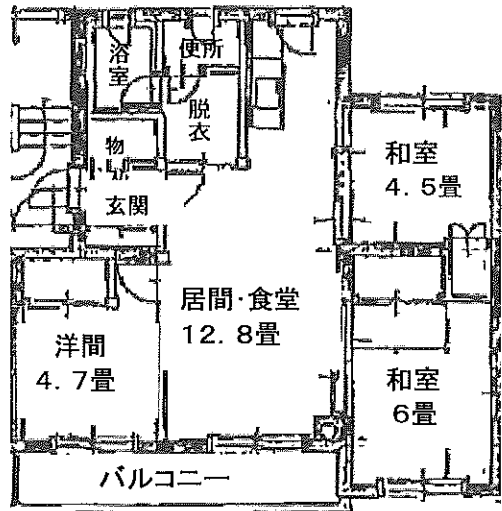 浴室
便所
脱衣
物
玄関
和室
4.5畳
居間・食堂
12.8畳
洋間
4.7畳
和室
6畳
バルコニー